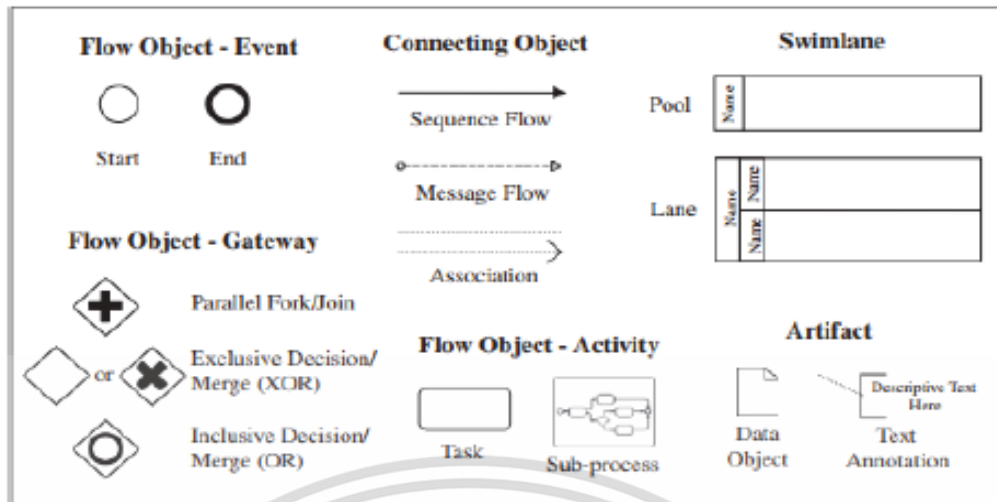 Flow Object - Event
Start
End
Flow Object - Gateway
Parallel Fork/Join
or
Exclusive Decision/
Merge (XOR)
Inclusive Decision/
Merge (OR)
Connecting Object
Sequence Flow
Message Flow
Association
Flow Object - Activity
Task
Sub-process
Swimlane
Pool
Name
Lane
Name
Name
Name
Artifact
Data
Object
Descriptive Text
Here
Text
Annotation